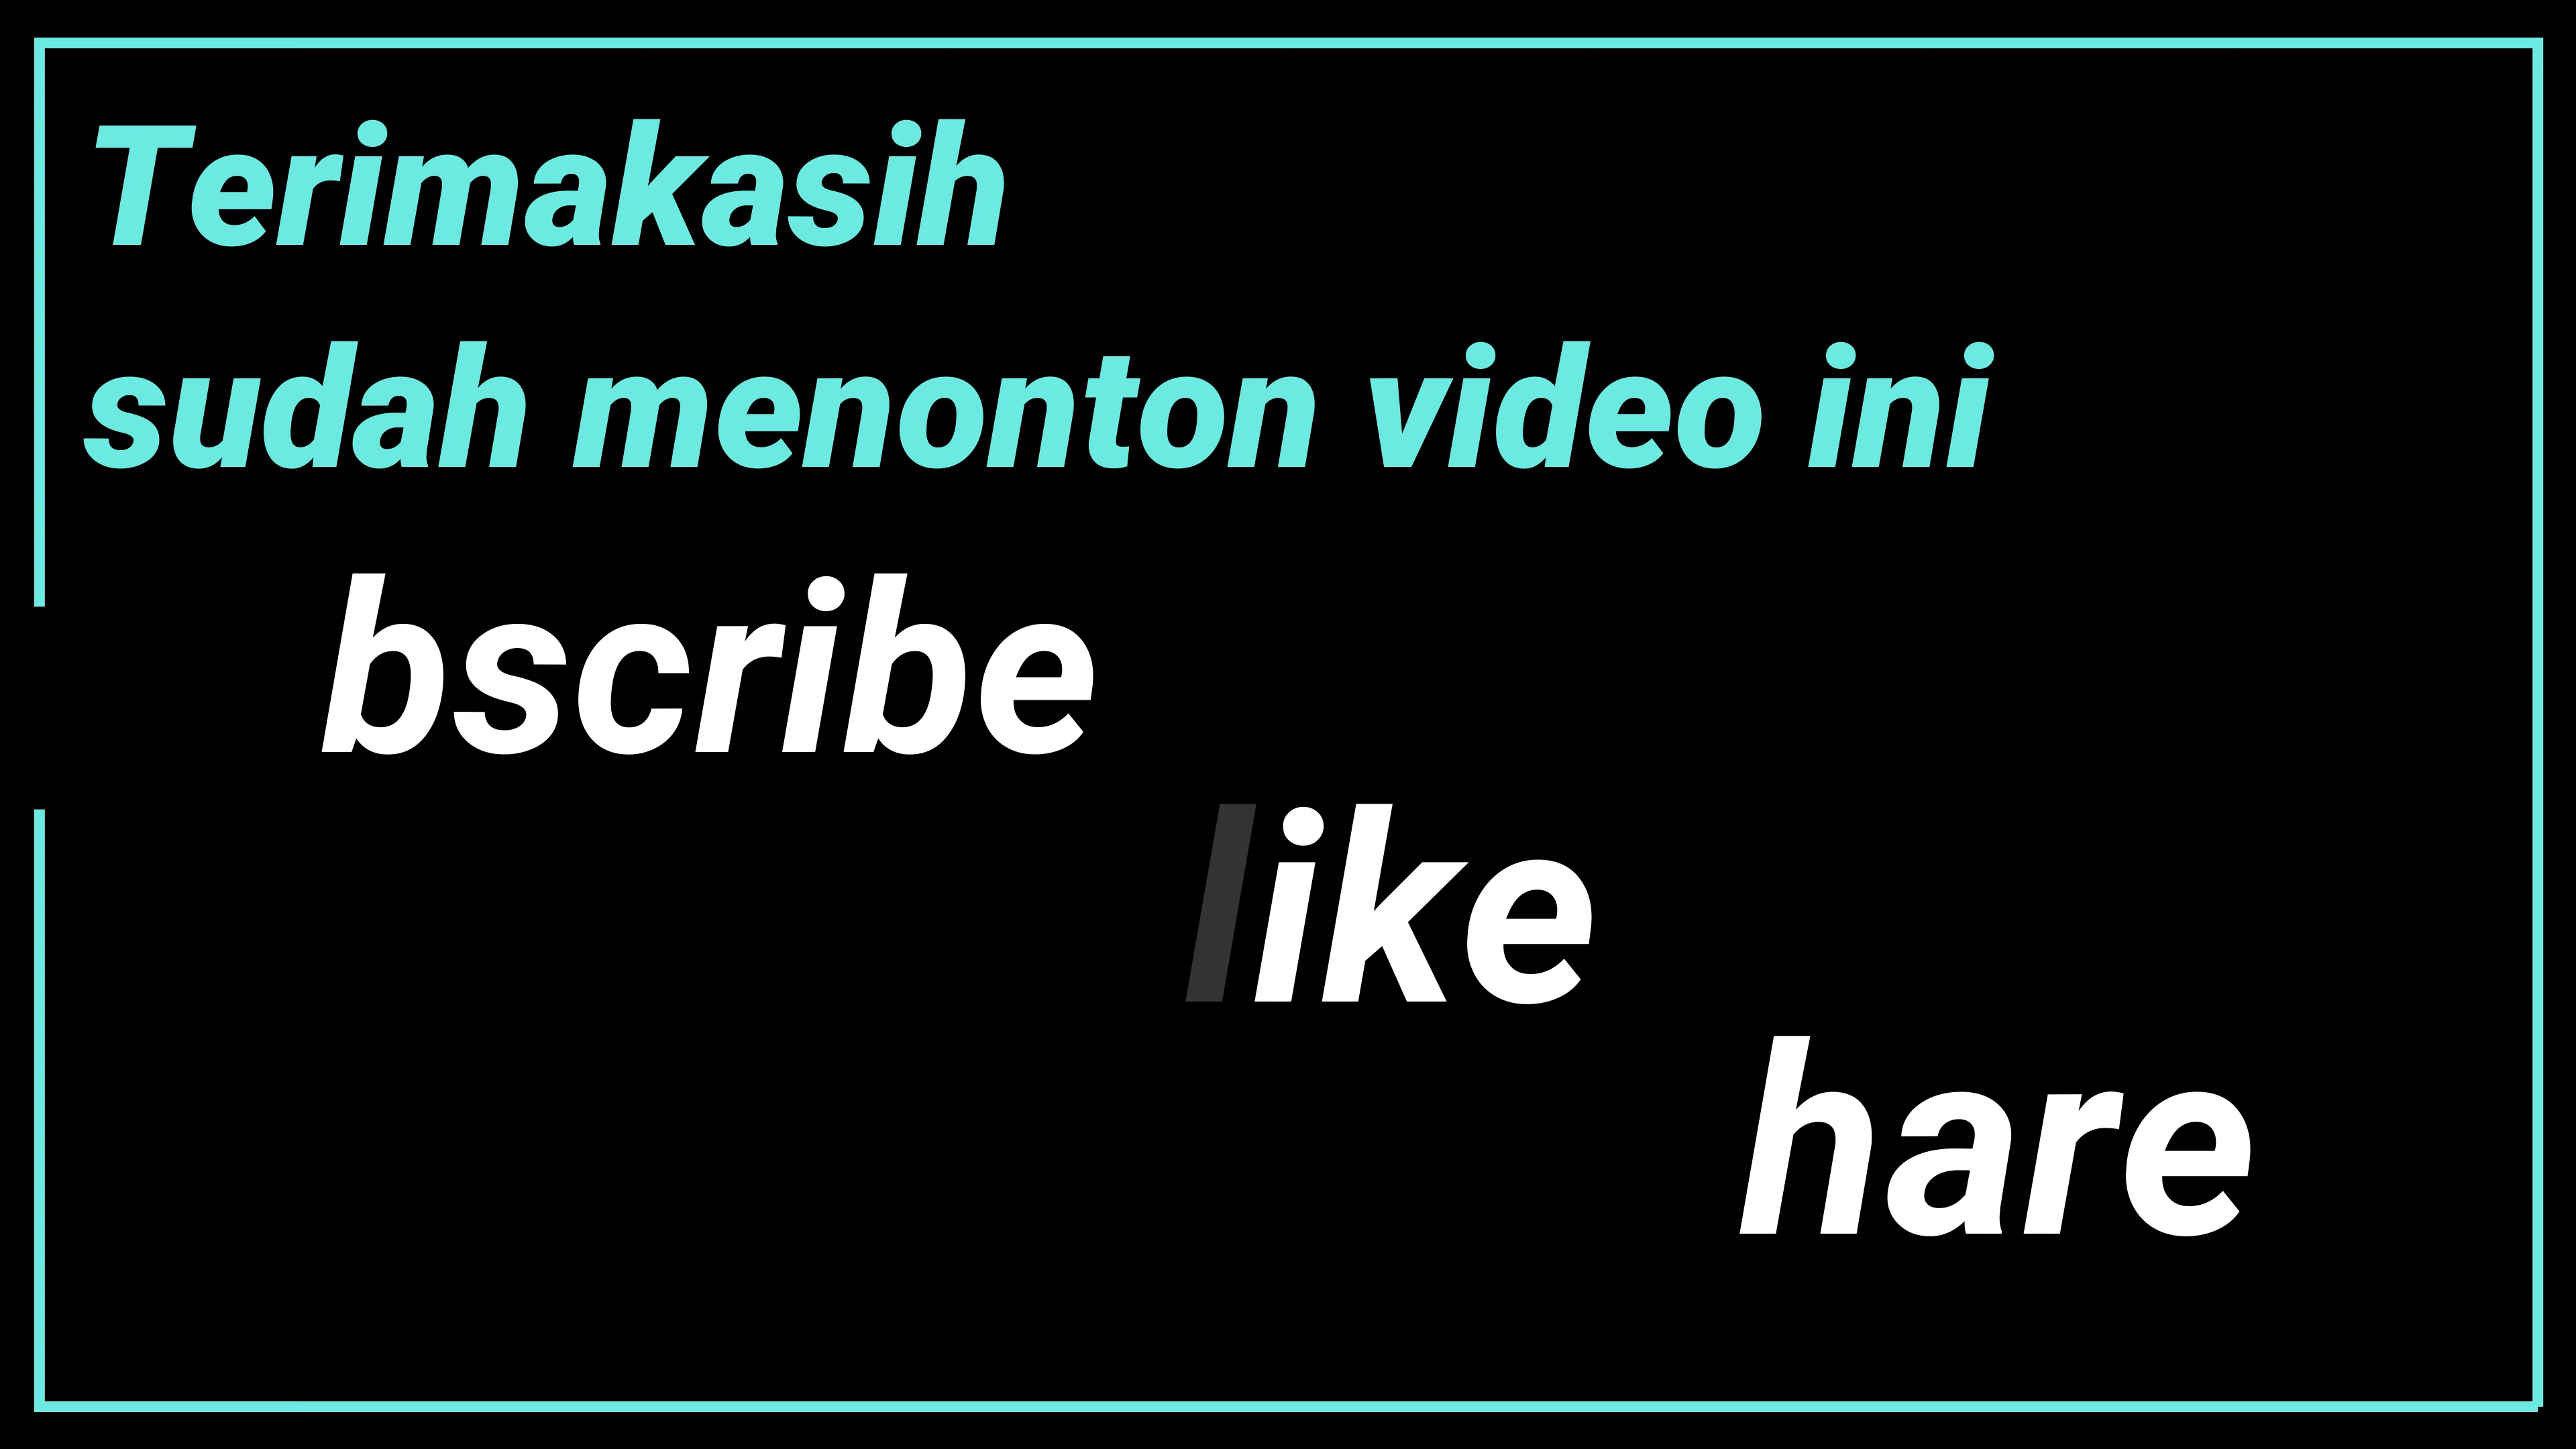 Terimakasih
sudah menonton video ini
bscribe
like
hare